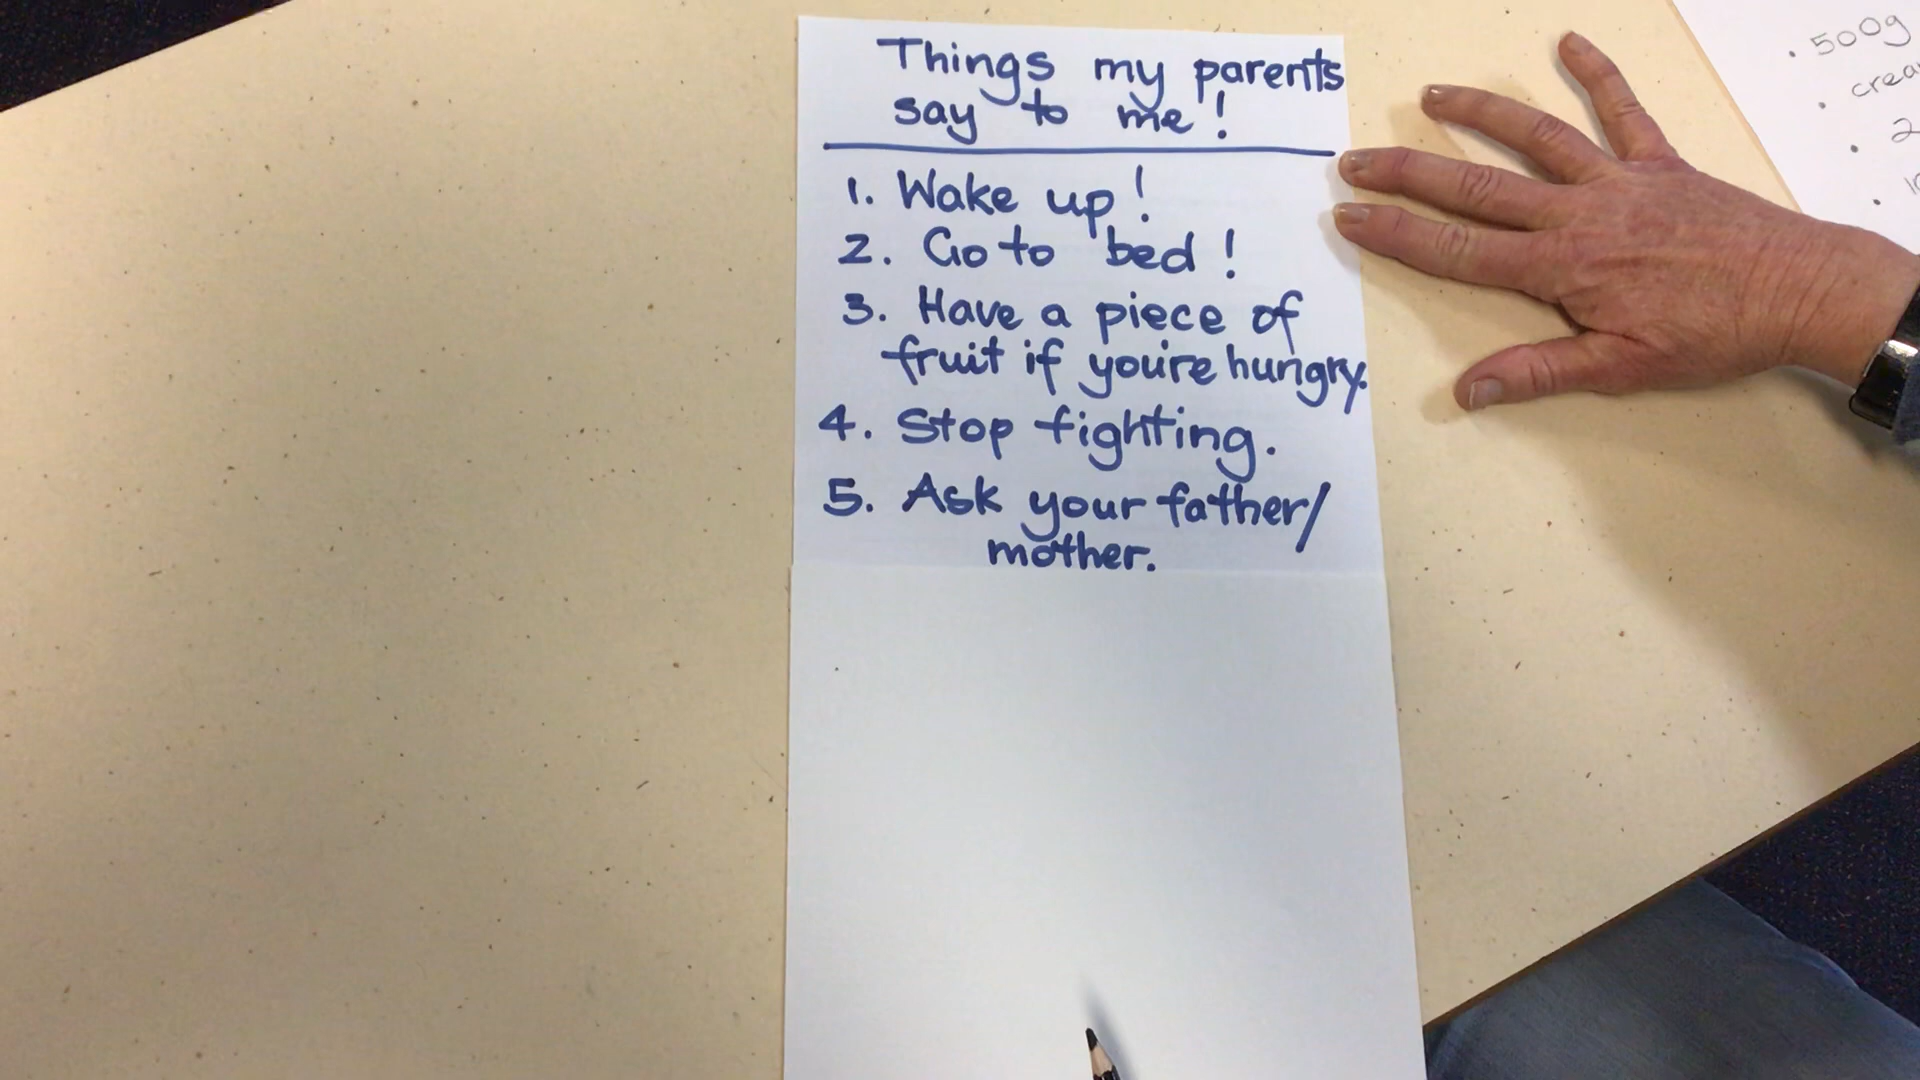 Things my parents
say to me!
1. Wake up!
2. Go to bed!
3. Have a piece of
fruit if you're hungry.
4. Stop fighting.
5. Ask your father/
mother.
• 500g
•
• 2
•